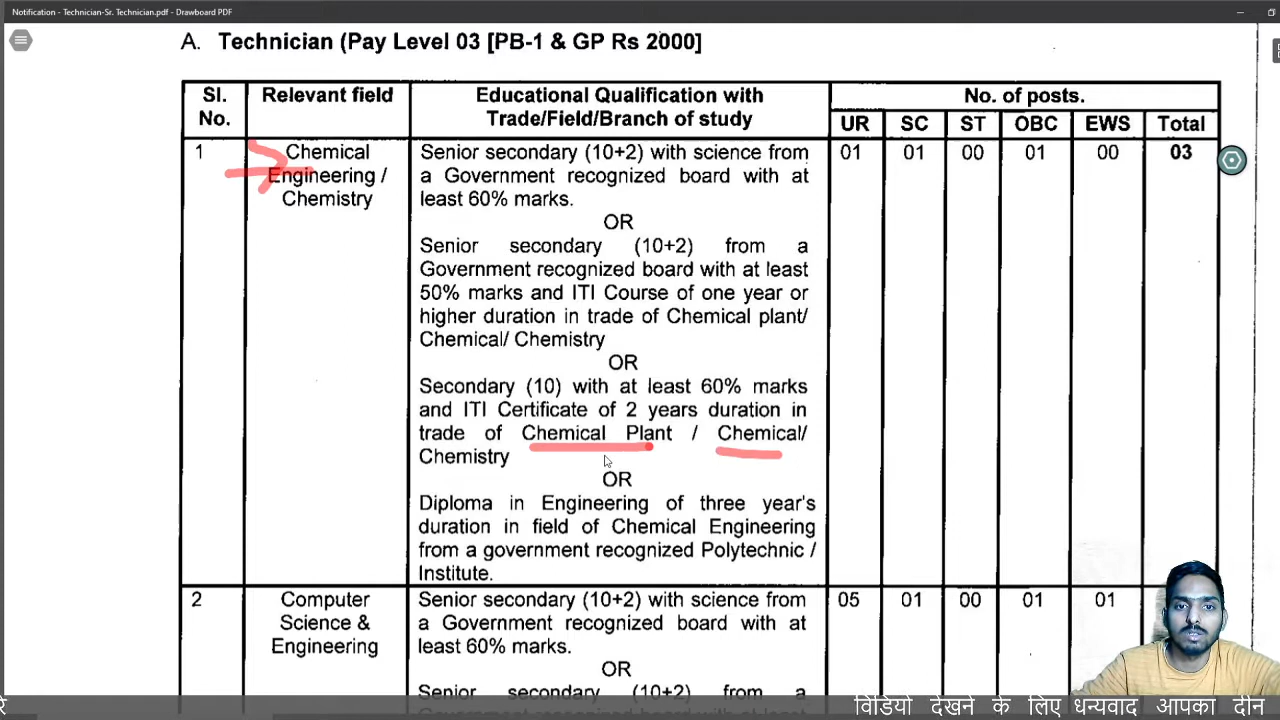 Notification - Technician-Sr. Technician.pdf - Drawboard PDF
A. Technician (Pay Level 03 [PB-1 & GP Rs 2000]
Sl. No. Relevant field Educational Qualification with Trade/Field/Branch of study No. of posts.
UR SC ST OBC EWS Total
1 Chemical Engineering / Chemistry
Senior secondary (10+2) with science from
a Government recognized board with at
least 60% marks.
OR
Senior secondary (10+2) from a
Government recognized board with at least
50% marks and ITI Course of one year or
higher duration in trade of Chemical plant/
Chemical/ Chemistry
OR
Secondary (10) with at least 60% marks
and ITI Certificate of 2 years duration in
trade of Chemical Plant / Chemical/
Chemistry
OR
Diploma in Engineering of three year's
duration in field of Chemical Engineering
from a government recognized Polytechnic /
Institute.
01 01 00 01 00 03
2 Computer Science & Engineering
Senior secondary (10+2) with science from
a Government recognized board with at
least 60% marks.
OR
Senior secondary (10+2) from a
05 01 00 01 01
रे विडियो देखने के लिए धन्यवाद आपका दीन